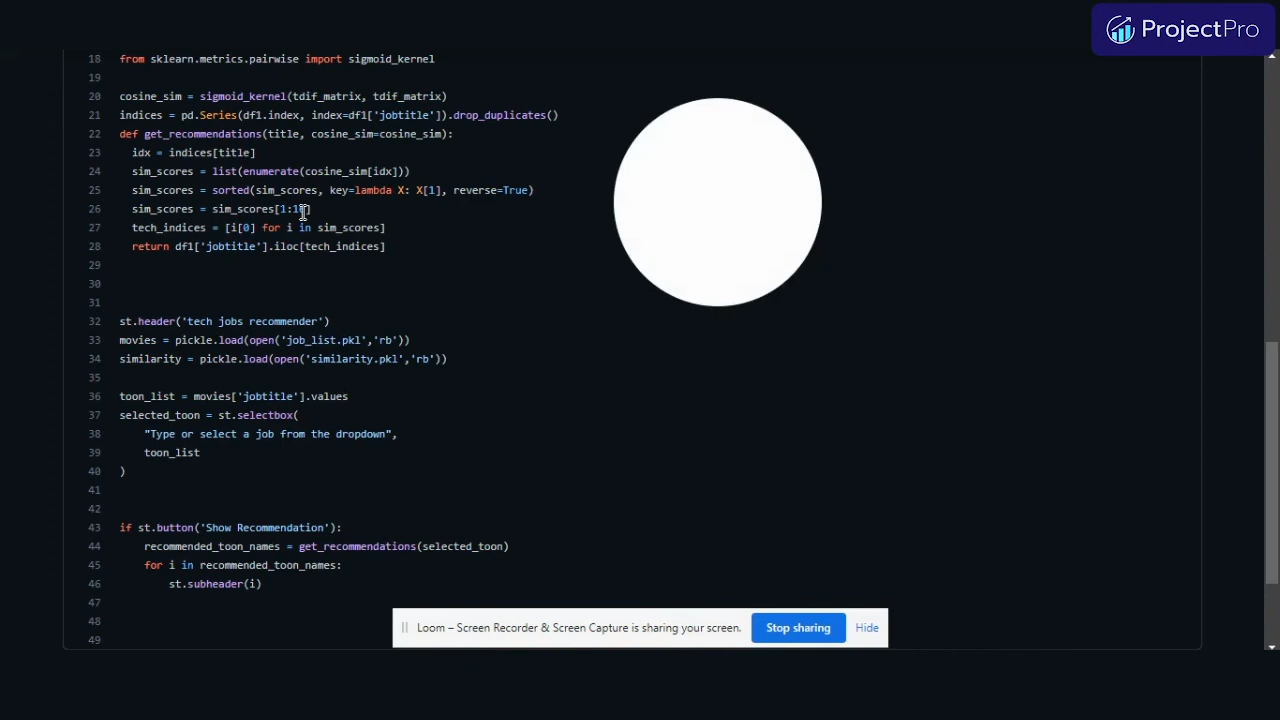 ProjectPro
18 from sklearn.metrics.pairwise import sigmoid_kernel
19
20 cosine_sim = sigmoid_kernel(tdif_matrix, tdif_matrix)
21 indices = pd.Series(df1.index, index=df1['jobtitle']).drop_duplicates()
22 def get_recommendations(title, cosine_sim=cosine_sim):
23 idx = indices[title]
24 sim_scores = list(enumerate(cosine_sim[idx]))
25 sim_scores = sorted(sim_scores, key=lambda X: X[1], reverse=True)
26 sim_scores =
27 tech_indices = [i[0] for i in sim_scores]
28 return df1['jobtitle'].iloc[tech_indices]
29
30
31
32 st.header('tech jobs recommender')
33 movies = pickle.load(open('job_list.pkl','rb'))
34 similarity = pickle.load(open('similarity.pkl','rb'))
35
36 toon_list = movies['jobtitle'].values
37 selected_toon = st.selectbox(
38 "Type or select a job from the dropdown",
39 toon_list
40 )
41
42
43 if st.button('Show Recommendation'):
44 recommended_toon_names = get_recommendations(selected_toon)
45 for i in recommended_toon_names:
46 st.subheader(i)
47
48
49
Loom – Screen Recorder & Screen Capture is sharing your screen. Stop sharing Hide